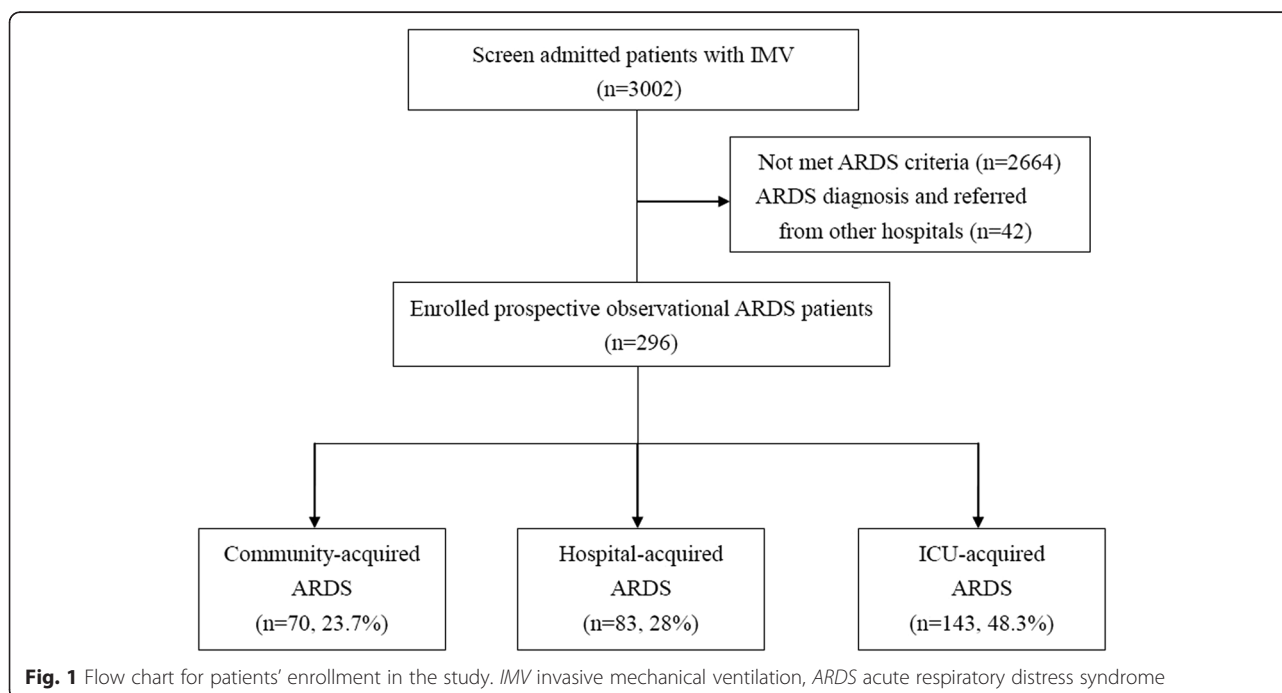 Screen admitted patients with IMV
(n=3002)
Not met ARDS criteria (n=2664)
ARDS diagnosis and referred
from other hospitals (n=42)
Enrolled prospective observational ARDS patients
(n=296)
Community-acquired
ARDS
(n=70, 23.7%)
Hospital-acquired
ARDS
(n=83, 28%)
ICU-acquired
ARDS
(n=143, 48.3%)
Fig. 1 Flow chart for patients’ enrollment in the study. IMV invasive mechanical ventilation, ARDS acute respiratory distress syndrome